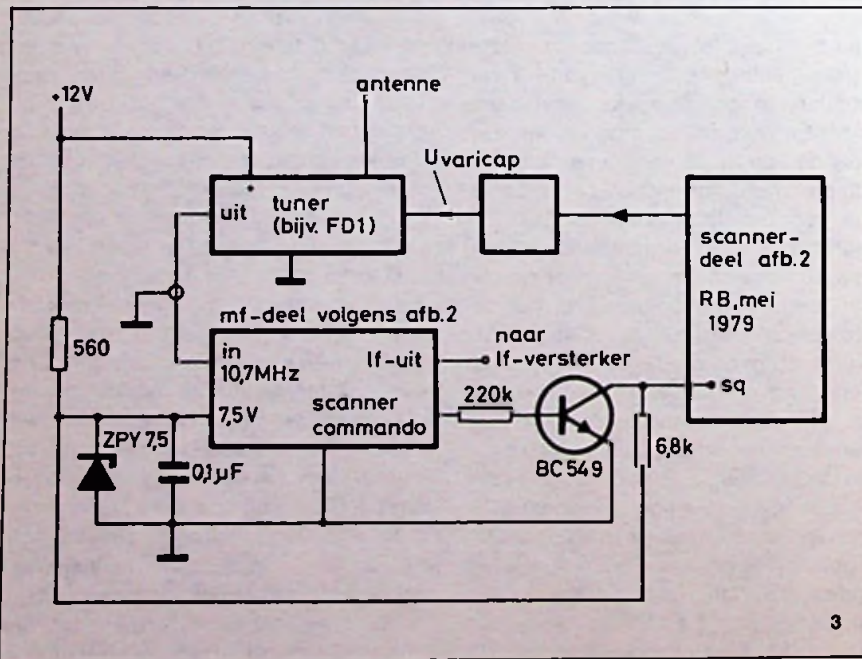 +12V
antenne
Uvaricap
uit
tuner
(bijv. FD1)
scanner-
deel afb.2
RB, mei
1979
sq
mf-deel volgens afb.2
in
10,7MHz
lf-uit
naar
lf-versterker
7,5V
scanner
commando
560
220k
6,8k
BC549
ZPY 7,5
0,1µF
3